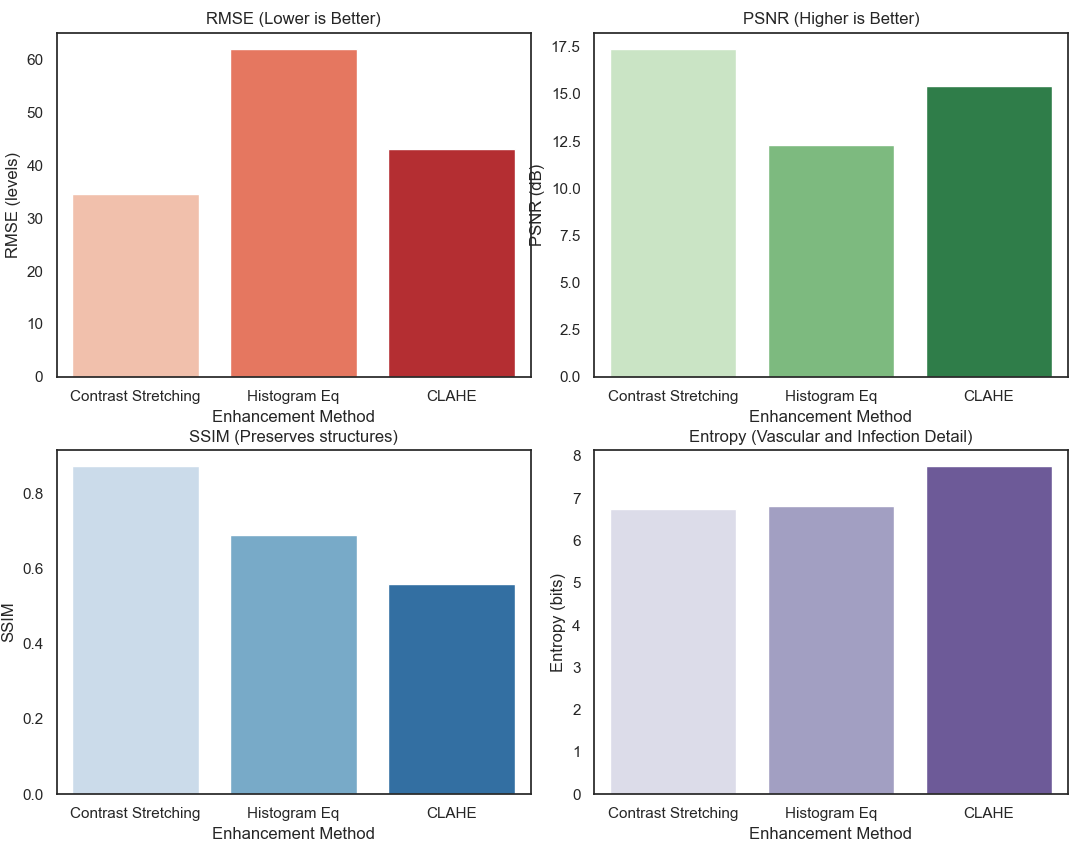 RMSE (Lower is Better)
RMSE (levels)
60
50
40
30
20
10
0
Contrast Stretching Histogram Eq CLAHE
Enhancement Method
PSNR (Higher is Better)
PSNR (dB)
17.5
15.0
12.5
10.0
7.5
5.0
2.5
0.0
Contrast Stretching Histogram Eq CLAHE
Enhancement Method
SSIM (Preserves structures)
SSIM
0.8
0.6
0.4
0.2
0.0
Contrast Stretching Histogram Eq CLAHE
Enhancement Method
Entropy (Vascular and Infection Detail)
Entropy (bits)
8
7
6
5
4
3
2
1
0
Contrast Stretching Histogram Eq CLAHE
Enhancement Method